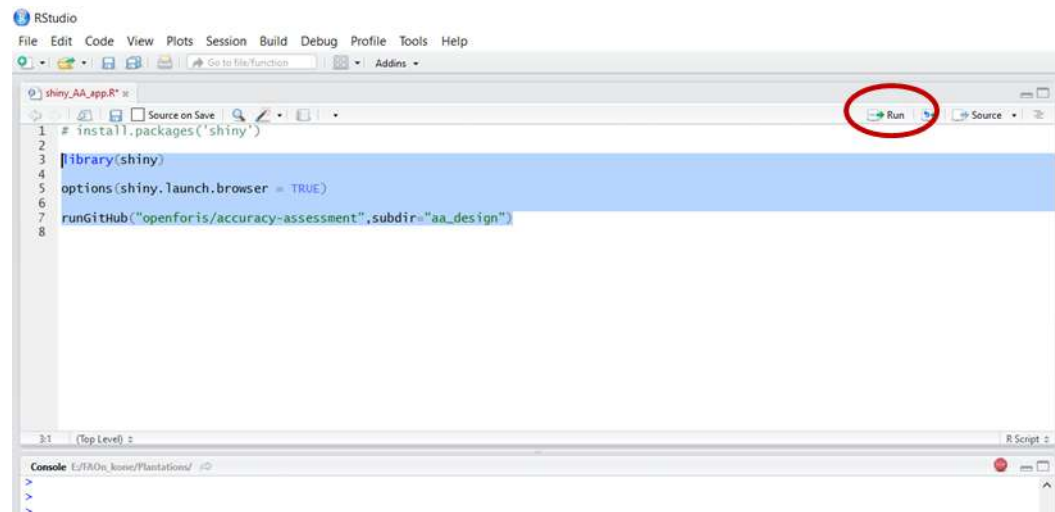 RStudio
File Edit Code View Plots Session Build Debug Profile Tools Help
Go to file/function Addins
shiny_AA_app.R* ×
Source on Save Run Source
1 # install.packages('shiny')
2
3 library(shiny)
4
5 options(shiny.launch.browser = TRUE)
6
7 runGitHub("openforis/accuracy-assessment",subdir="aa_design")
8
3:1 (Top Level) R Script
Console
>
>
>